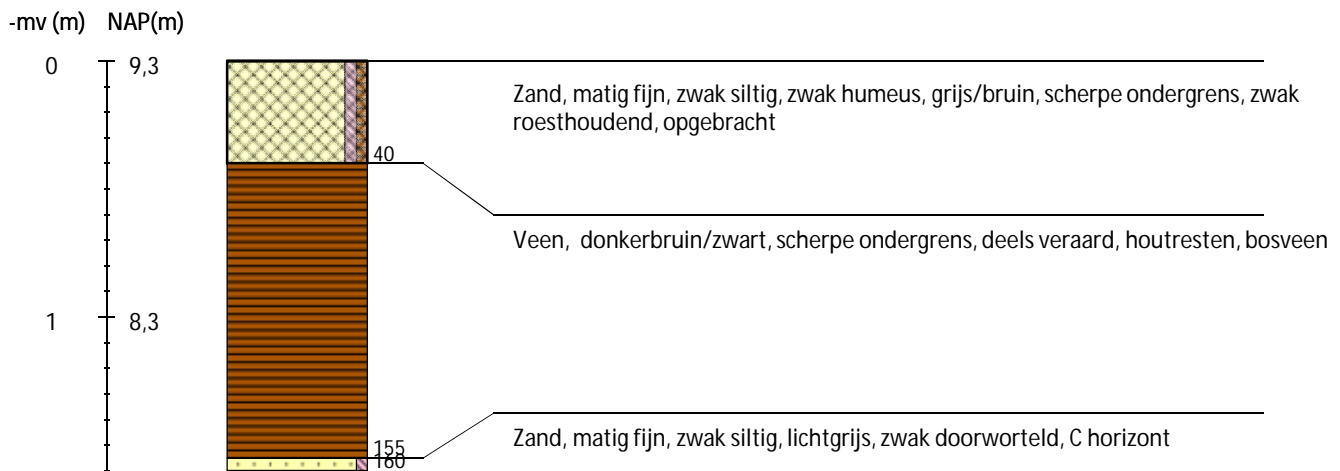 -mv (m) NAP(m)
0 9,3
Zand, matig fijn, zwak siltig, zwak humeus, grijs/bruin, scherpe ondergrens, zwak
roesthoudend, opgebracht
40
Veen, donkerbruin/zwart, scherpe ondergrens, deels veraard, houtresten, bosveen
1 8,3
Zand, matig fijn, zwak siltig, lichtgrijs, zwak doorworteld, C horizont
155
160